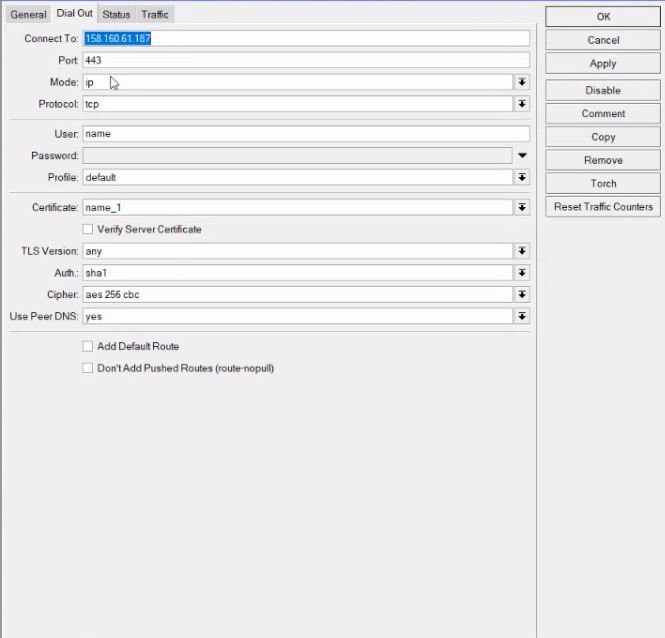 General Dial Out Status Traffic
OK
Connect To: 158.160.61.187
Cancel
Port: 443
Apply
Mode: ip
Disable
Protocol: tcp
Comment
User: name
Copy
Password:
Remove
Profile: default
Torch
Certificate: name_1
Reset Traffic Counters
Verify Server Certificate
TLS Version: any
Auth.: sha1
Cipher: aes 256 cbc
Use Peer DNS: yes
Add Default Route
Don't Add Pushed Routes (route-nopull)